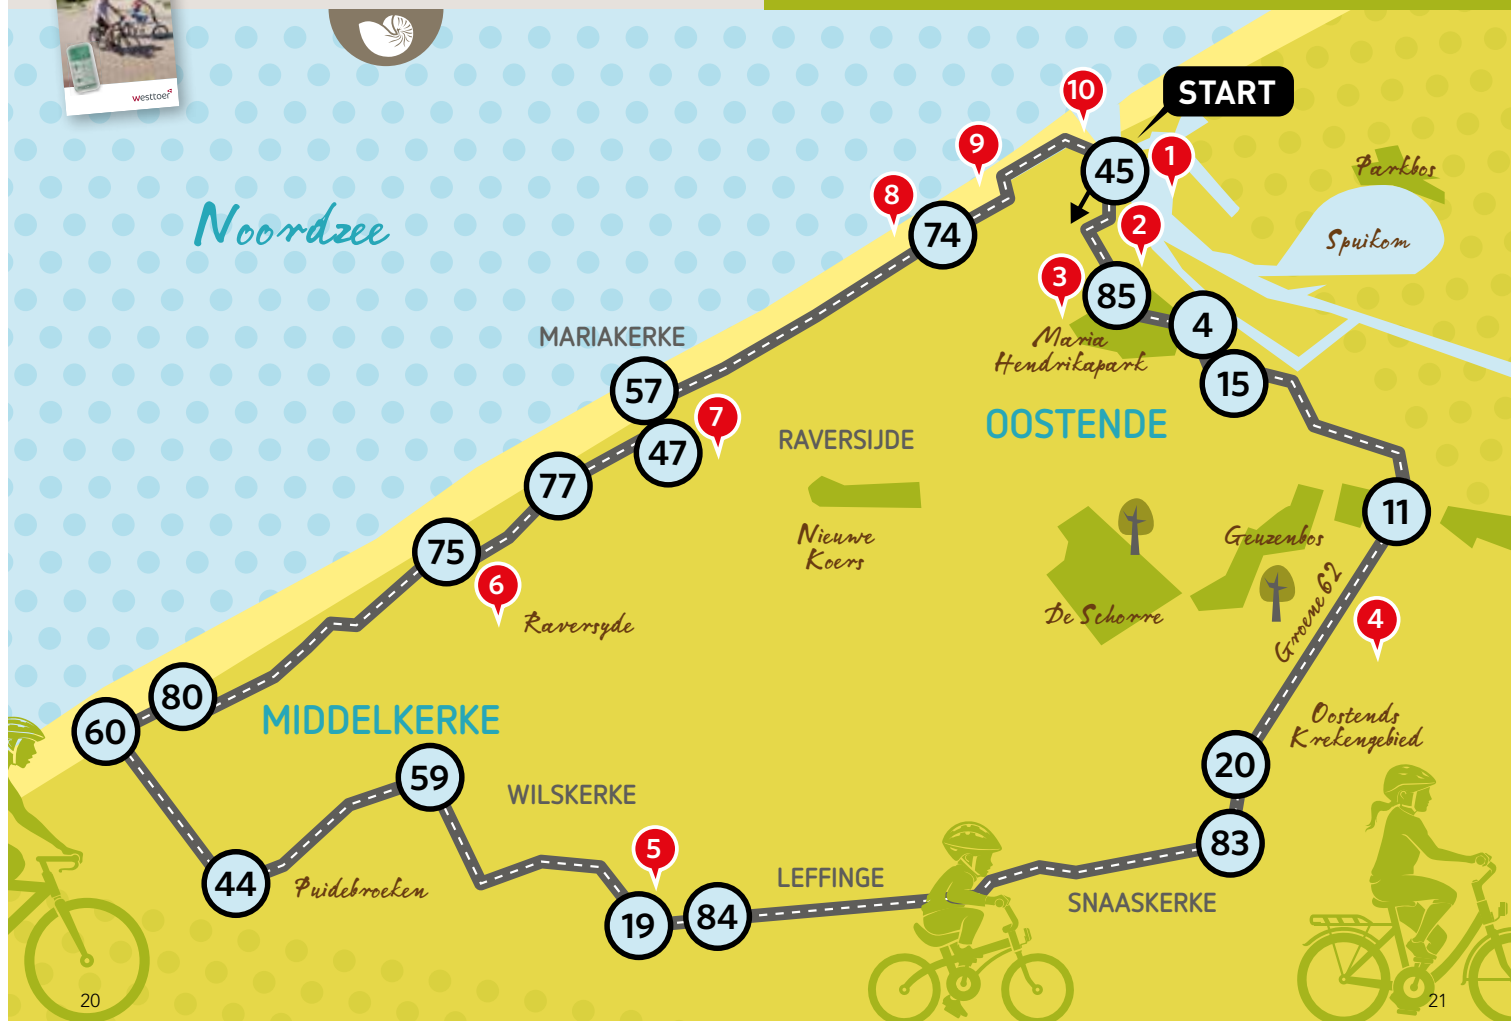 westtoer
START
10
9
45
1
Parkbos
8
2
Noordzee
74
Spuikom
3
85
4
MARIAKERKE
Maria
Hendrikapark
15
57
7
OOSTENDE
RAVERSIJDE
47
77
11
Nieuwe
Koers
Geuzenbos
75
6
De Schorre
Groene 62
4
Raversyde
80
60
MIDDELKERKE
Oostends
Krekengebied
20
59
WILSKERKE
83
5
44
Puidebroeken
LEFFINGE
SNAASKERKE
19
84
20
21